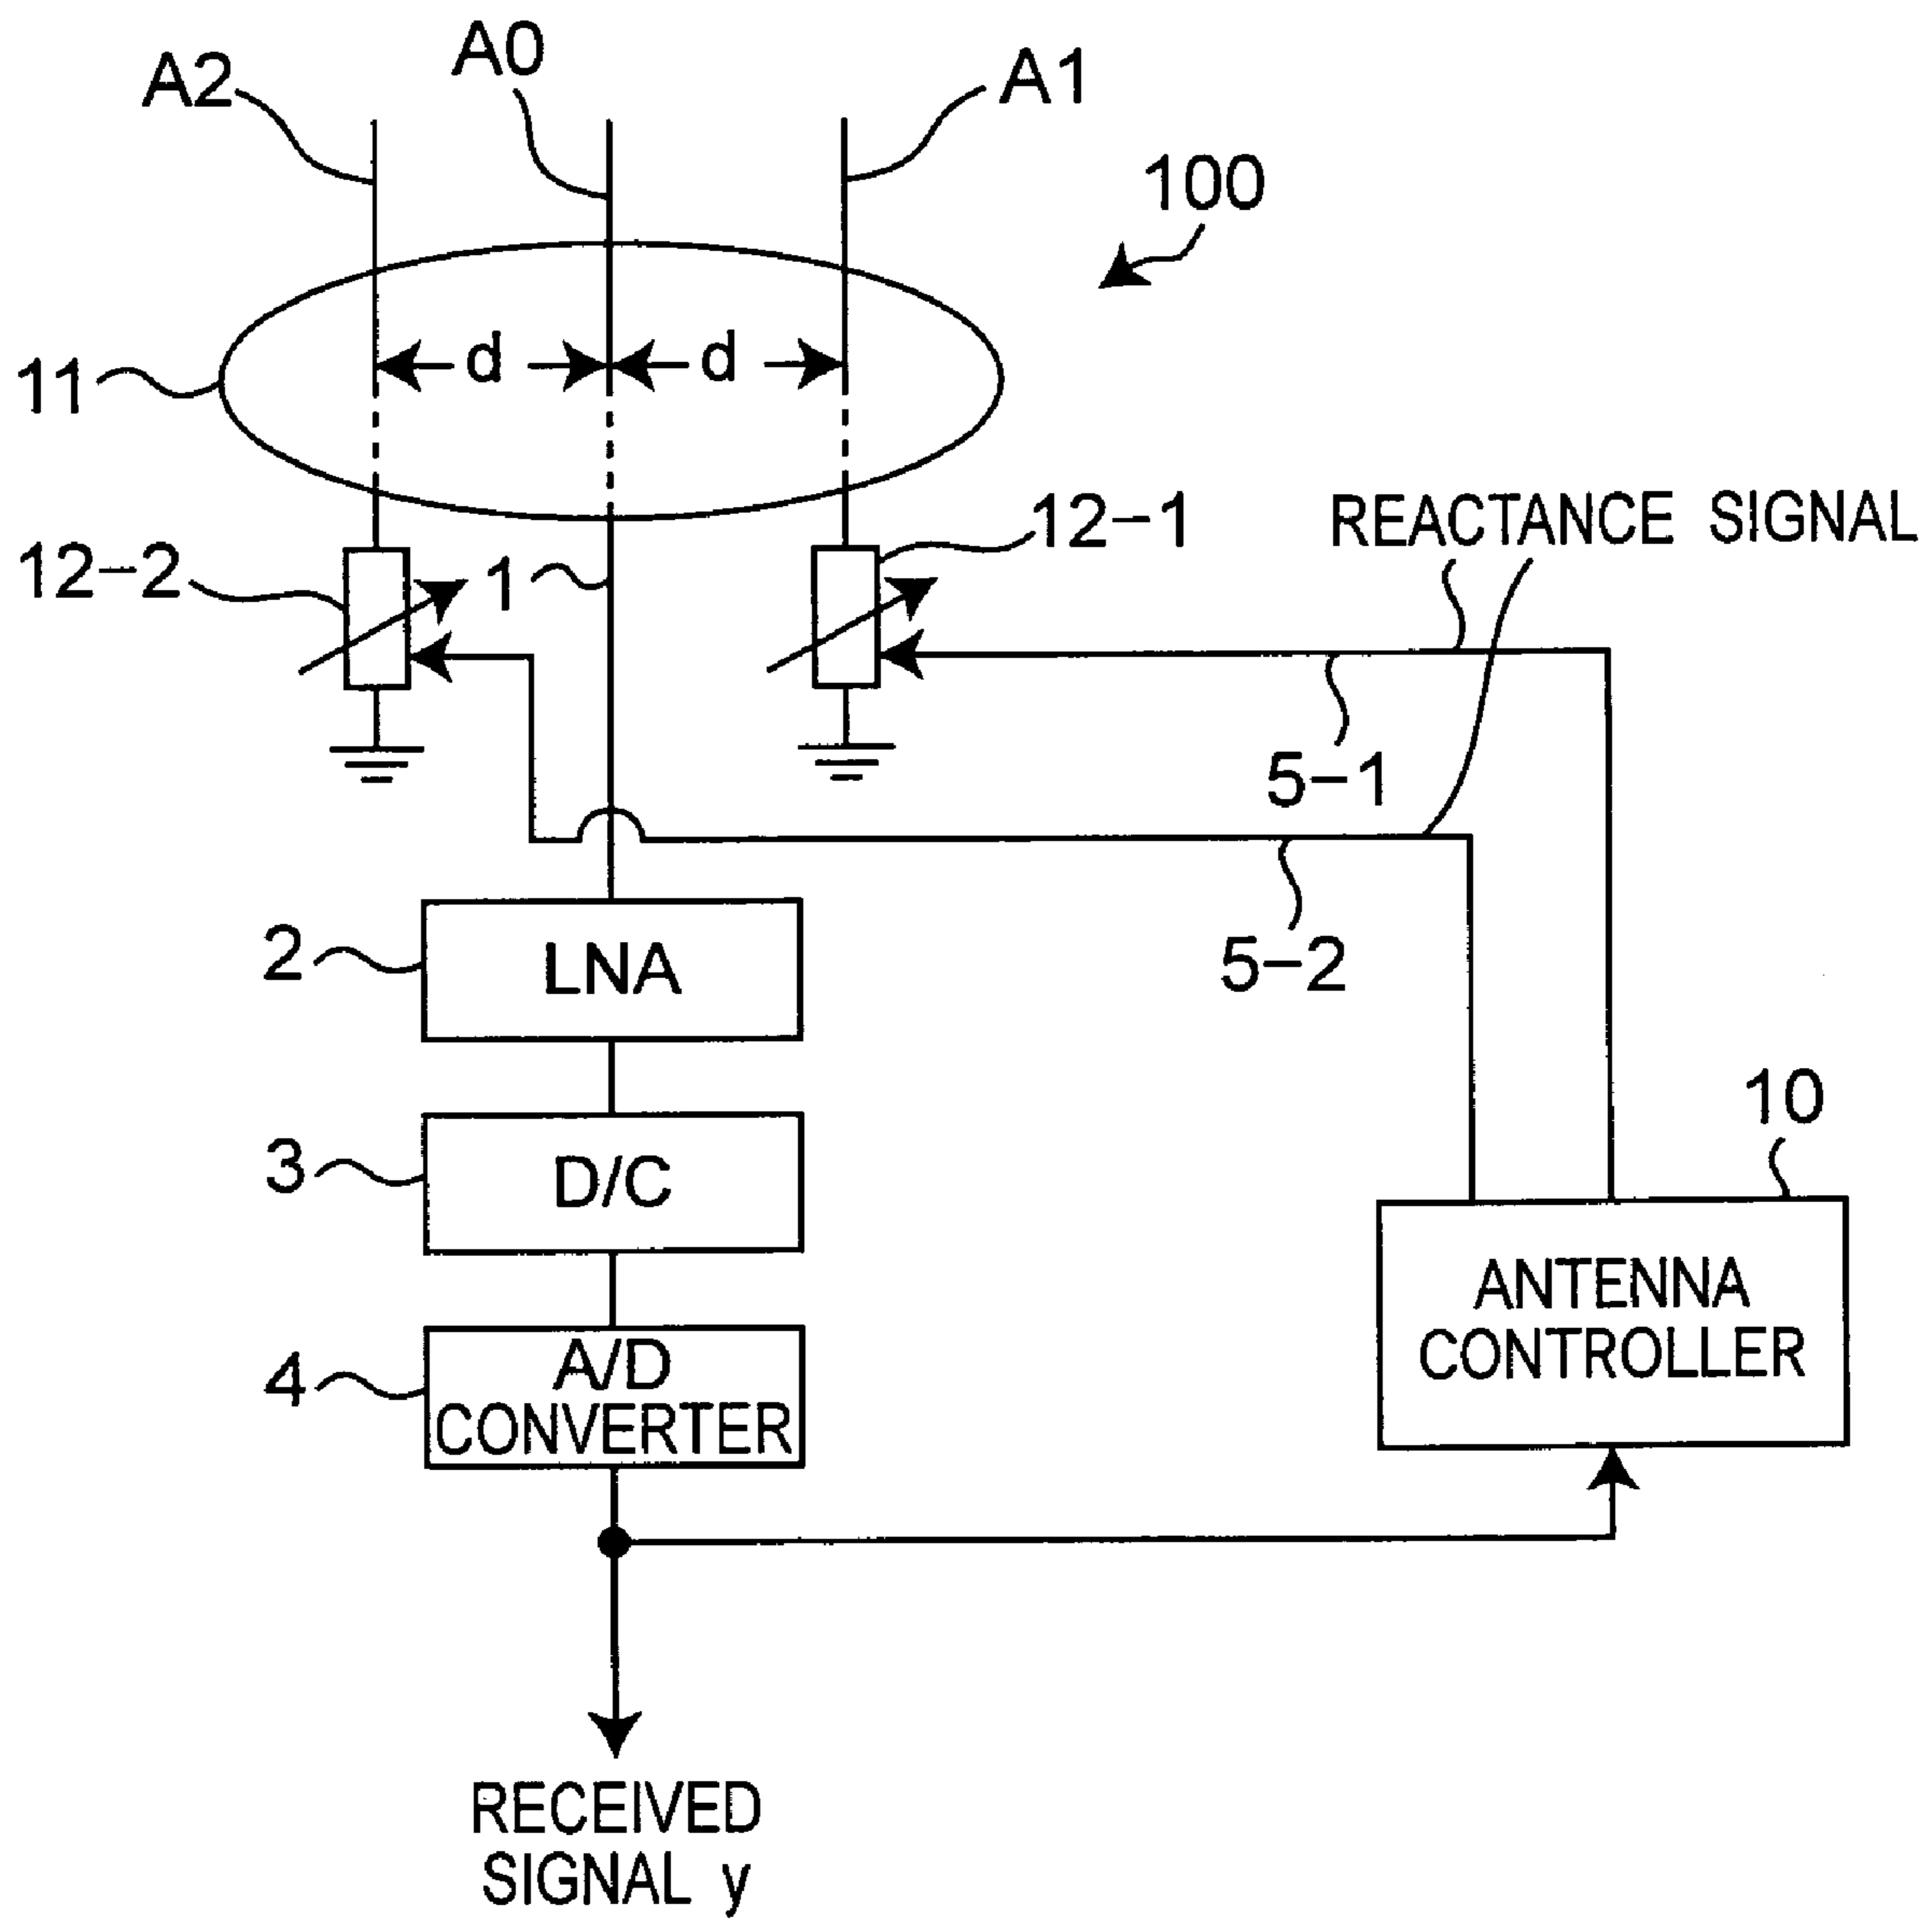 A2
A0
A1
100
11
d
d
12-2
1
12-1
REACTANCE SIGNAL
5-1
5-2
2
LNA
3
D/C
10
4
A/D
CONVERTER
ANTENNA
CONTROLLER
RECEIVED
SIGNAL y